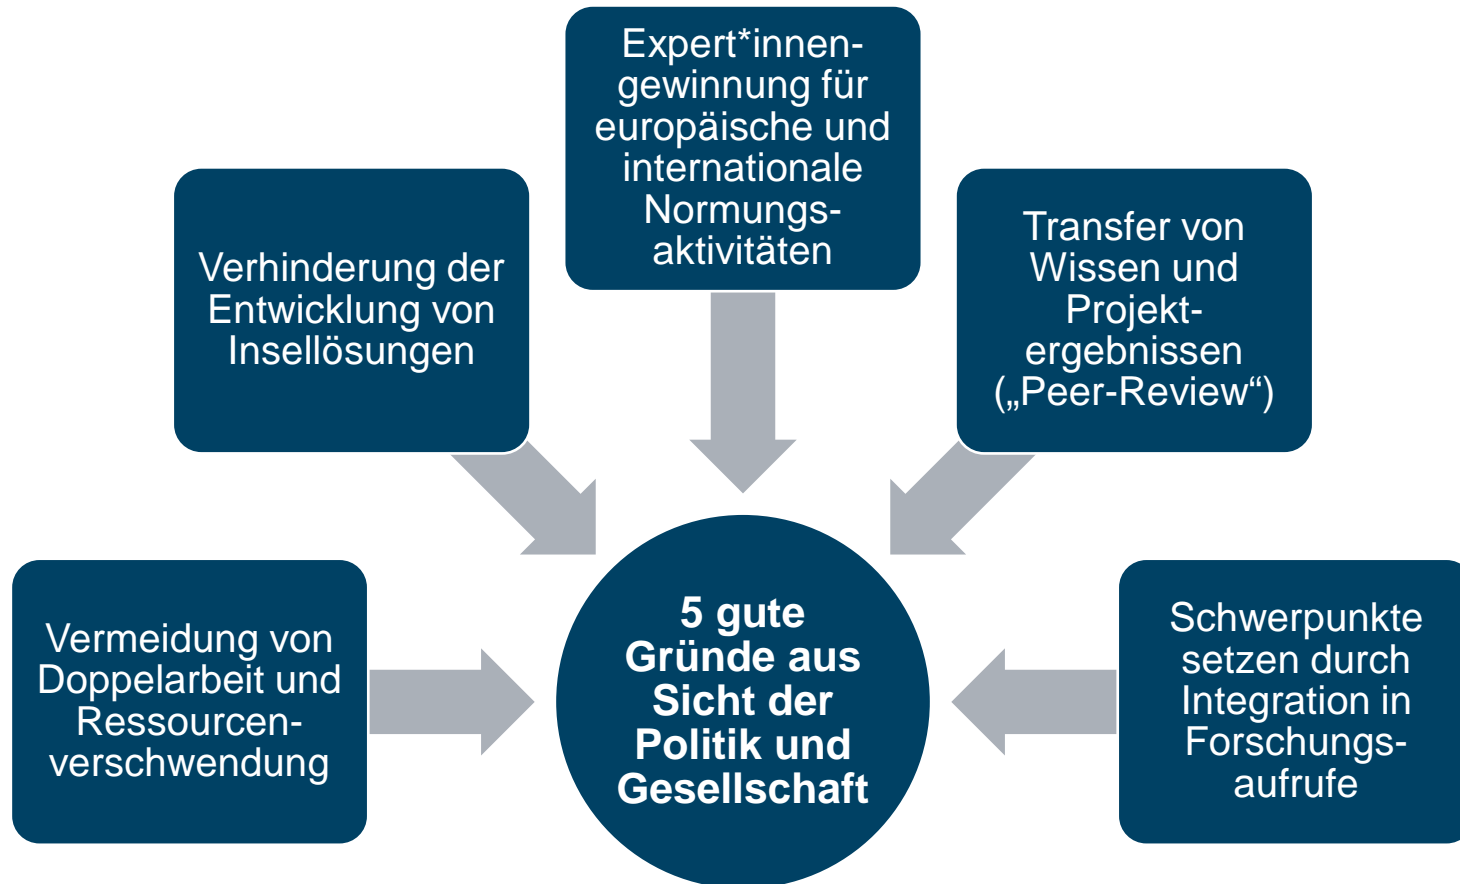 Expert*innen-
gewinnung für
europäische und
internationale
Normungs-
aktivitäten
Verhinderung der
Entwicklung von
Insellösungen
Transfer von
Wissen und
Projekt-
ergebnissen
(„Peer-Review“)
Vermeidung von
Doppelarbeit und
Ressourcen-
verschwendung
5 gute
Gründe aus
Sicht der
Politik und
Gesellschaft
Schwerpunkte
setzen durch
Integration in
Forschungs-
aufrufe